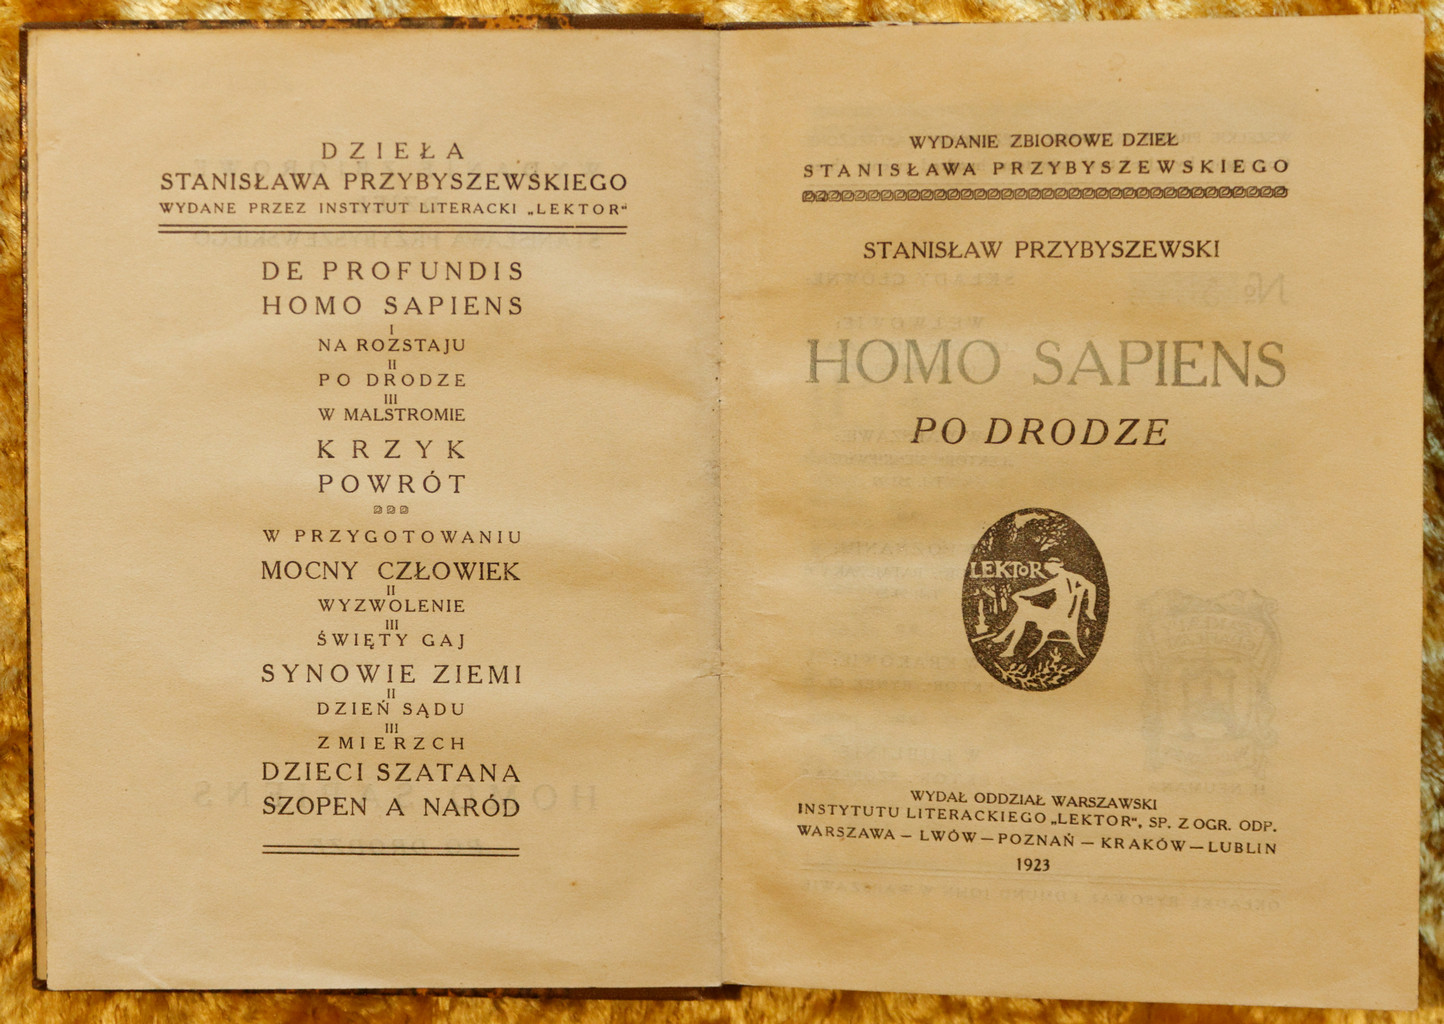 DZIEŁA
STANISŁAWA PRZYBYSZEWSKIEGO
WYDANE PRZEZ INSTYTUT LITERACKI „LEKTOR“
DE PROFUNDIS
HOMO SAPIENS
I
NA ROZSTAJU
II
PO DRODZE
III
W MALSTROMIE
KRZYK
POWRÓT
W PRZYGOTOWANIU
MOCNY CZŁOWIEK
II
WYZWOLENIE
III
ŚWIĘTY GAJ
SYNOWIE ZIEMI
II
DZIEŃ SĄDU
III
ZMIERZCH
DZIECI SZATANA
SZOPEN A NARÓD
WYDANIE ZBIOROWE DZIEŁ
STANISŁAWA PRZYBYSZEWSKIEGO
STANISŁAW PRZYBYSZEWSKI
HOMO SAPIENS
PO DRODZE
LEKTOR
WYDAŁ ODDZIAŁ WARSZAWSKI
INSTYTUTU LITERACKIEGO „LEKTOR“, SP. Z OGR. ODP.
WARSZAWA — LWÓW — POZNAŃ — KRAKÓW — LUBLIN
1923